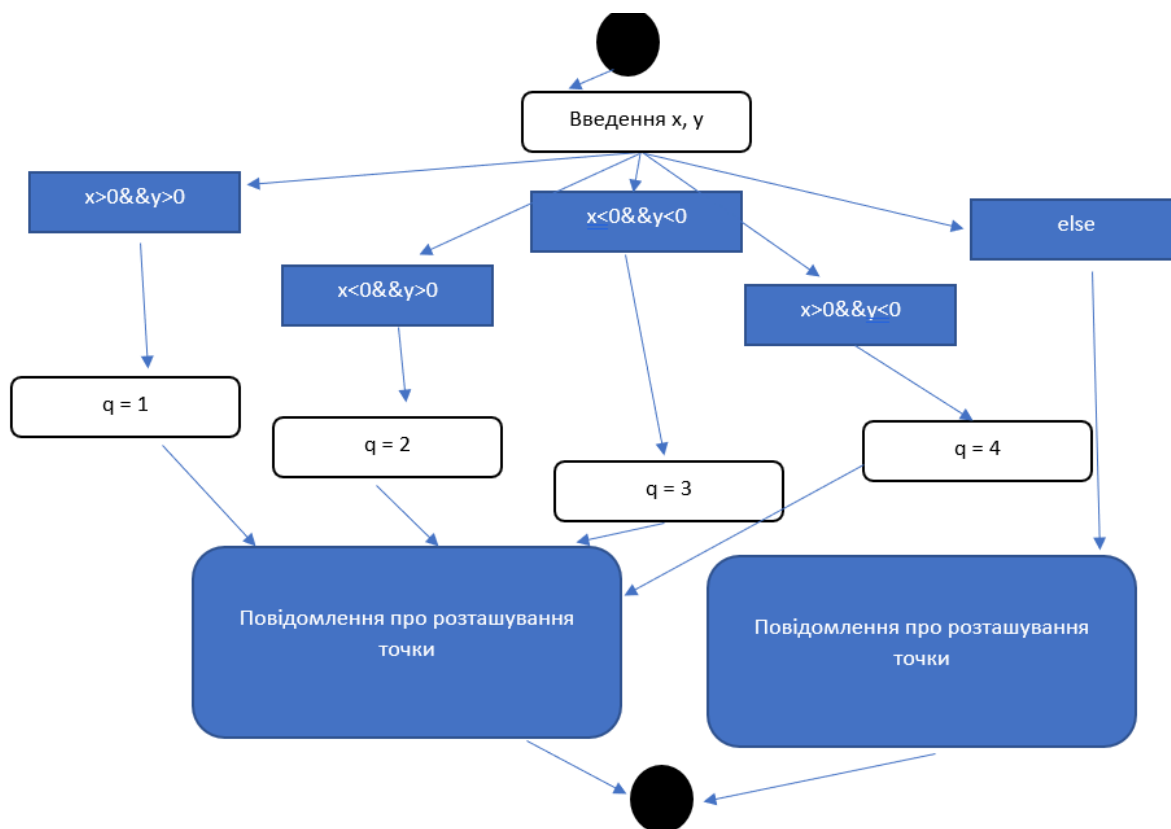 Введення x, y
x>0&&y>0
x<0&&y<0
else
x<0&&y>0
x>0&&y<0
q = 1
q = 2
q = 4
q = 3
Повідомлення про розташування
точки
Повідомлення про розташування
точки